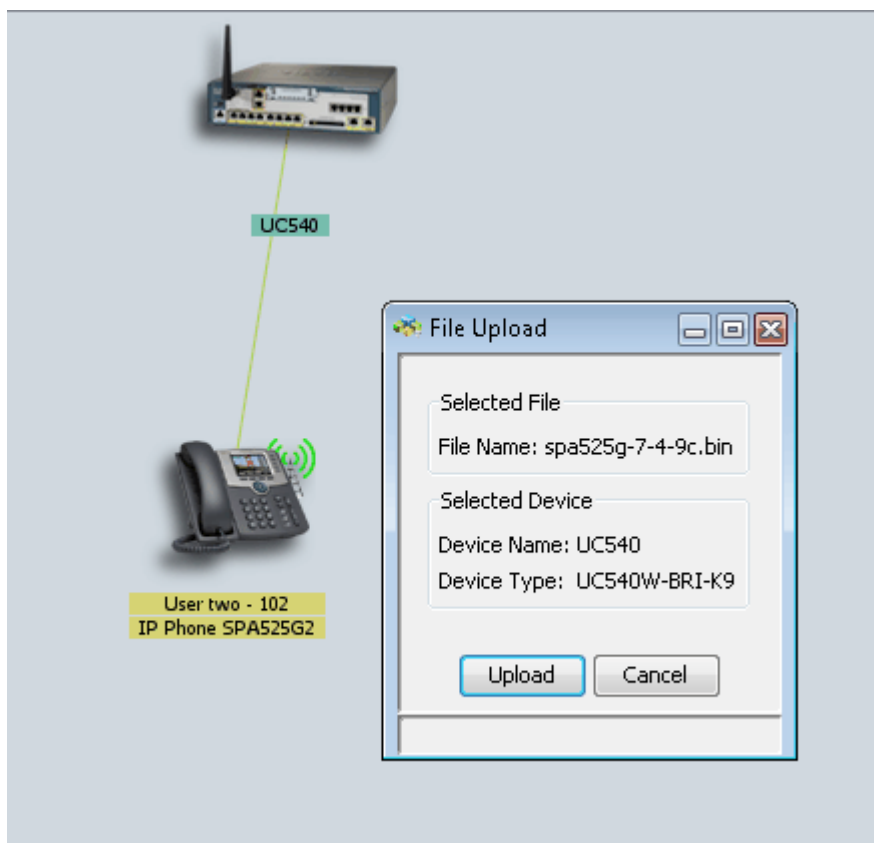 UC540
File Upload
Selected File
File Name: spa525g-7-4-9c.bin
Selected Device
Device Name: UC540
Device Type: UC540W-BRI-K9
User two - 102
IP Phone SPA525G2
Upload
Cancel